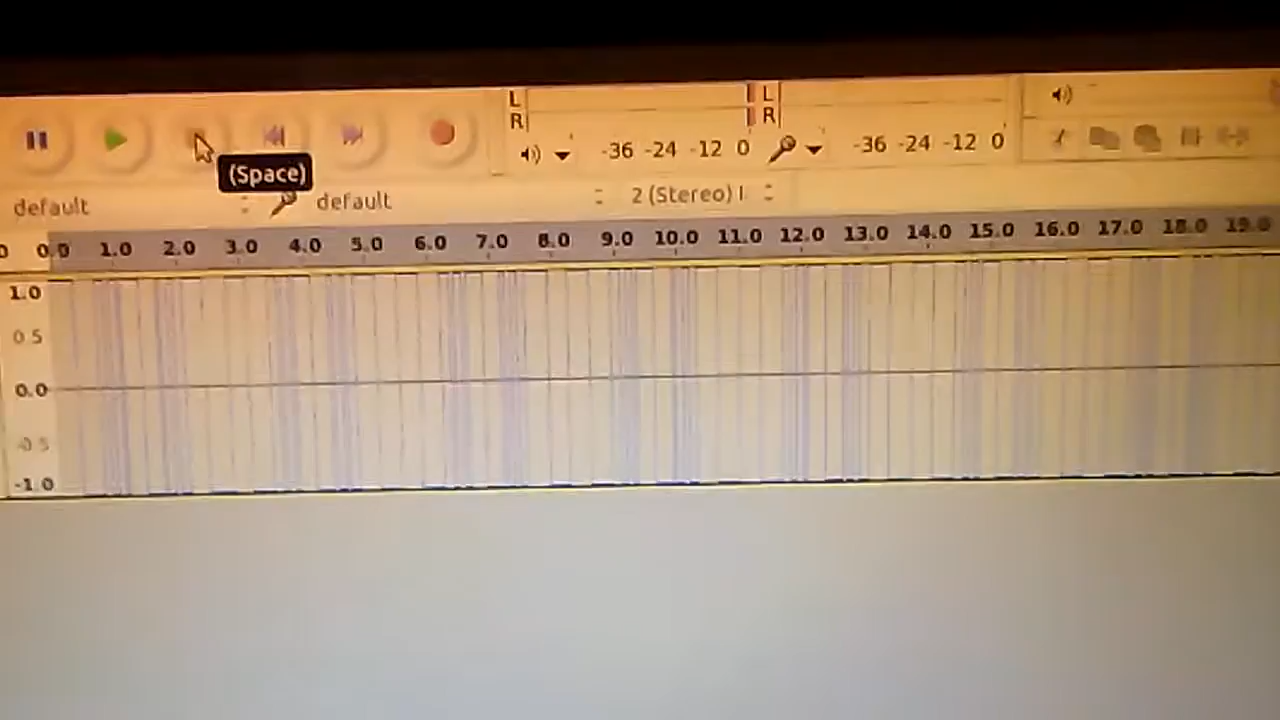 L
R
L
R
-36 -24 -12 0
-36 -24 -12 0
(Space)
default
default
2 (Stereo) I
0.0 1.0 2.0 3.0 4.0 5.0 6.0 7.0 8.0 9.0 10.0 11.0 12.0 13.0 14.0 15.0 16.0 17.0 18.0 19.0
1.0
0.5
0.0
-0.5
-1.0